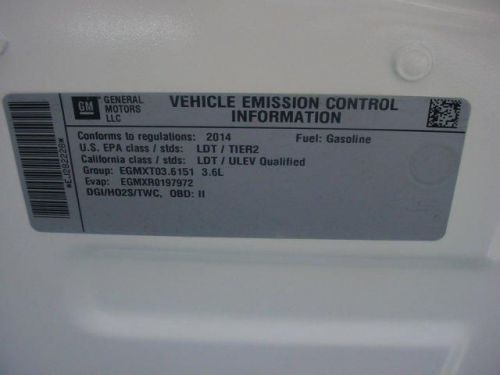 GM
GENERAL MOTORS LLC
VEHICLE EMISSION CONTROL
INFORMATION
Conforms to regulations: 2014 Fuel: Gasoline
U.S. EPA class / stds: LDT / TIER2
California class / stds: LDT / ULEV Qualified
Group: EGMXT03.6151 3.6L
Evap: EGMXR0197972
DGI/HO2S/TWC, OBD: II